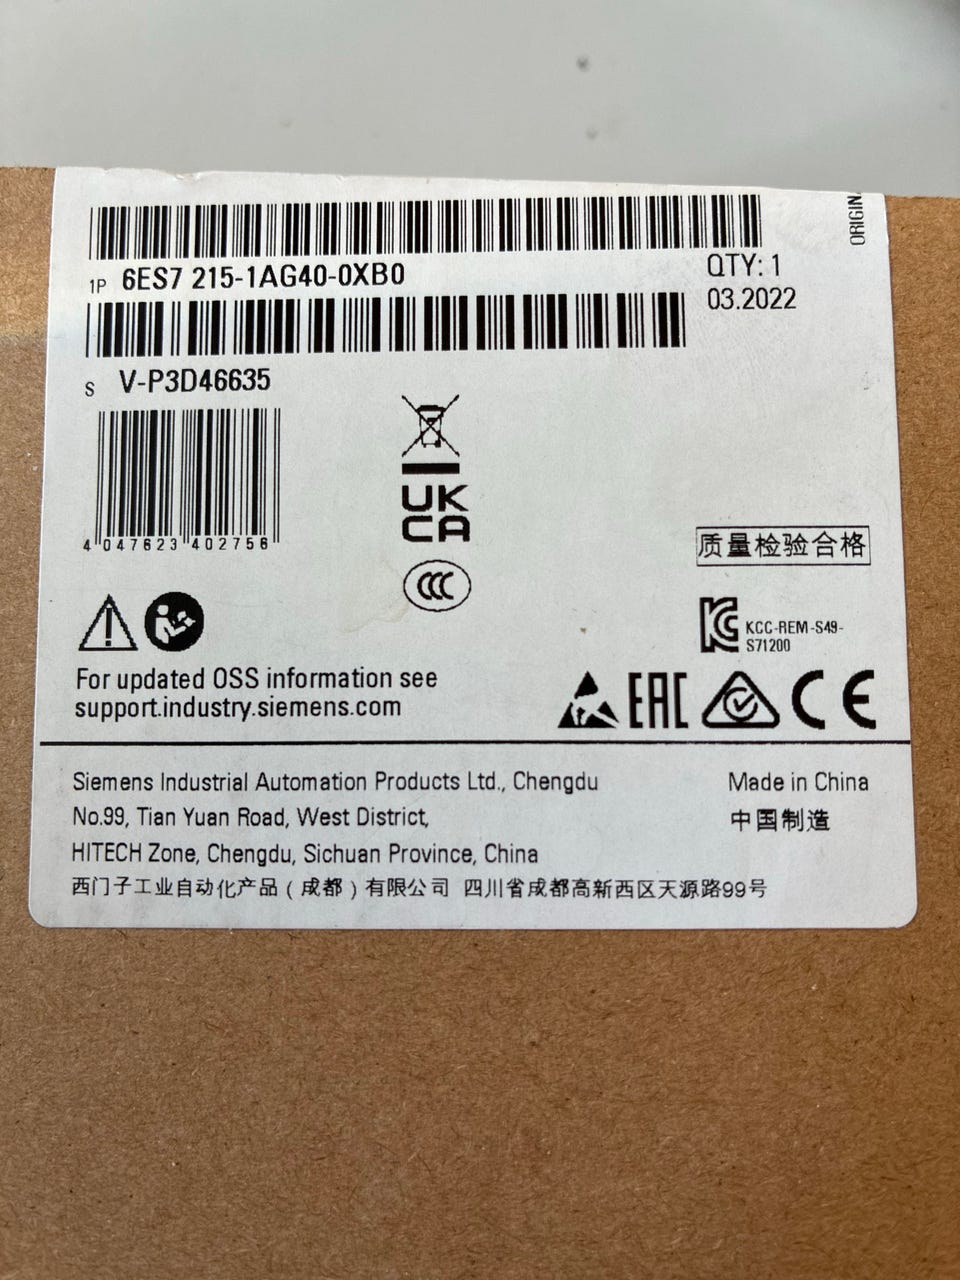 ORIGIN
1P 6ES7 215-1AG40-0XB0
QTY: 1
03.2022
S V-P3D46635
4 047623 402756
UK
CA
CCC
质量检验合格
KCC-REM-S49-
S71200
For updated OSS information see
support.industry.siemens.com
EAC
CE
Siemens Industrial Automation Products Ltd., Chengdu
Made in China
No.99, Tian Yuan Road, West District,
中国制造
HITECH Zone, Chengdu, Sichuan Province, China
西门子工业自动化产品（成都）有限公司 四川省成都高新西区天源路99号